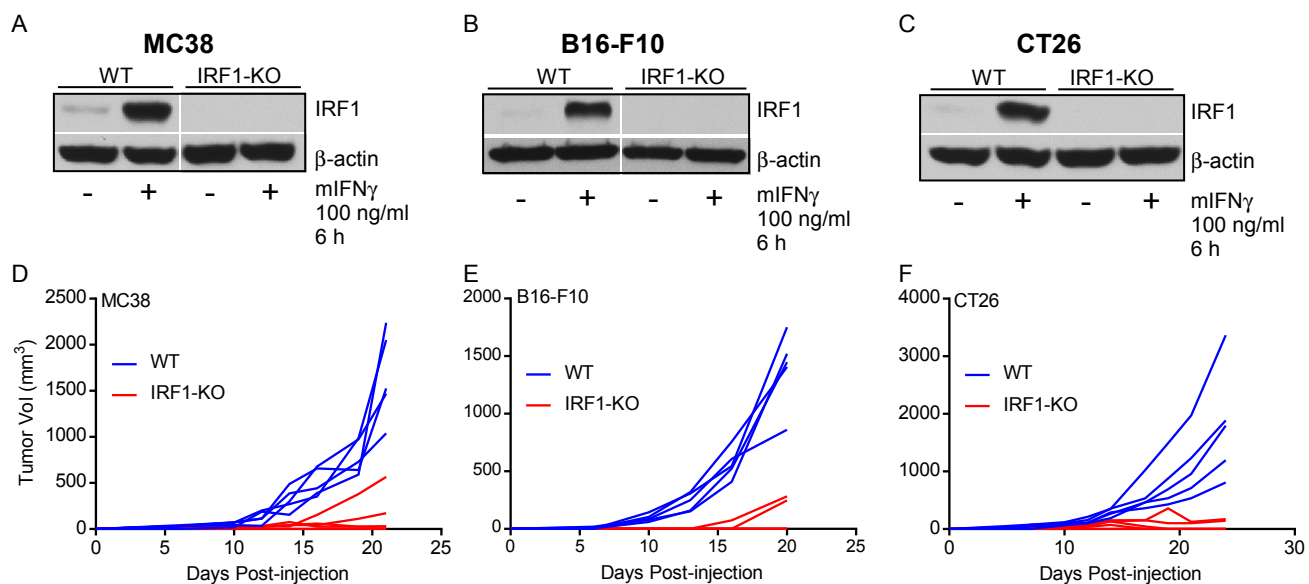 A
MC38
WT IRF1-KO
IRF1
β-actin
- + - + mIFNγ
100 ng/ml
6 h
B
B16-F10
WT IRF1-KO
IRF1
β-actin
- + - + mIFNγ
100 ng/ml
6 h
C
CT26
WT IRF1-KO
IRF1
β-actin
- + - + mIFNγ
100 ng/ml
6 h
D
MC38
WT
IRF1-KO
Tumor Vol (mm³)
2500
2000
1500
1000
500
0
0 5 10 15 20 25
Days Post-injection
E
B16-F10
WT
IRF1-KO
2000
1500
1000
500
0
0 5 10 15 20 25
Days Post-injection
F
CT26
WT
IRF1-KO
4000
3000
2000
1000
0
0 10 20 30
Days Post-injection